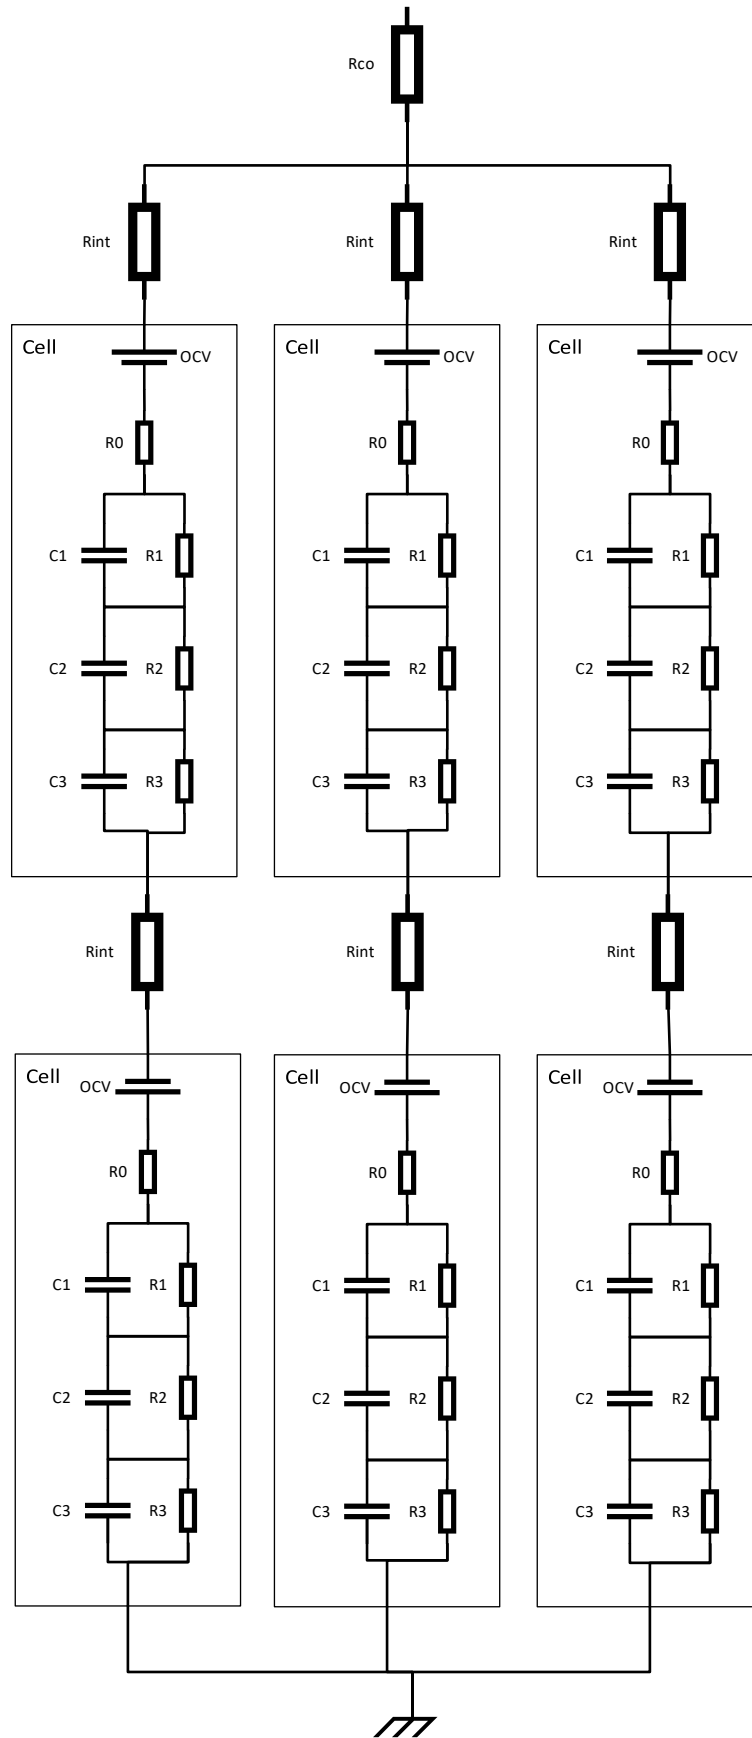 Rco
Rint Rint Rint
Cell Cell Cell
OCV OCV OCV
R0 R0 R0
C1 R1 C1 R1 C1 R1
C2 R2 C2 R2 C2 R2
C3 R3 C3 R3 C3 R3
Rint Rint Rint
Cell Cell Cell
OCV OCV OCV
R0 R0 R0
C1 R1 C1 R1 C1 R1
C2 R2 C2 R2 C2 R2
C3 R3 C3 R3 C3 R3